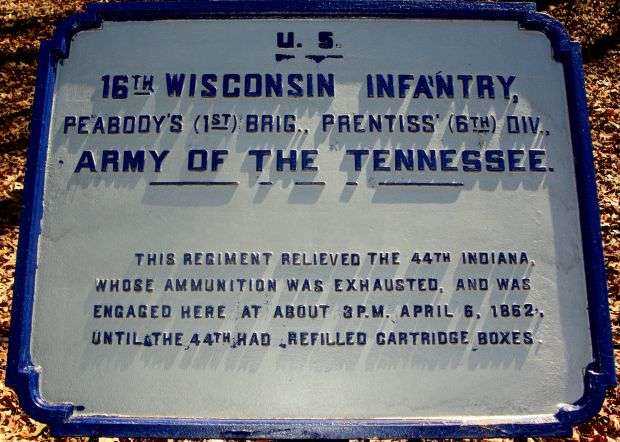 U. S.
16TH WISCONSIN INFANTRY,
PEABODY'S (1ST) BRIG., PRENTISS' (6TH) DIV.,
ARMY OF THE TENNESSEE.
THIS REGIMENT RELIEVED THE 44TH INDIANA,
WHOSE AMMUNITION WAS EXHAUSTED, AND WAS
ENGAGED HERE AT ABOUT 3 P.M. APRIL 6, 1862,
UNTIL THE 44TH HAD REFILLED CARTRIDGE BOXES.